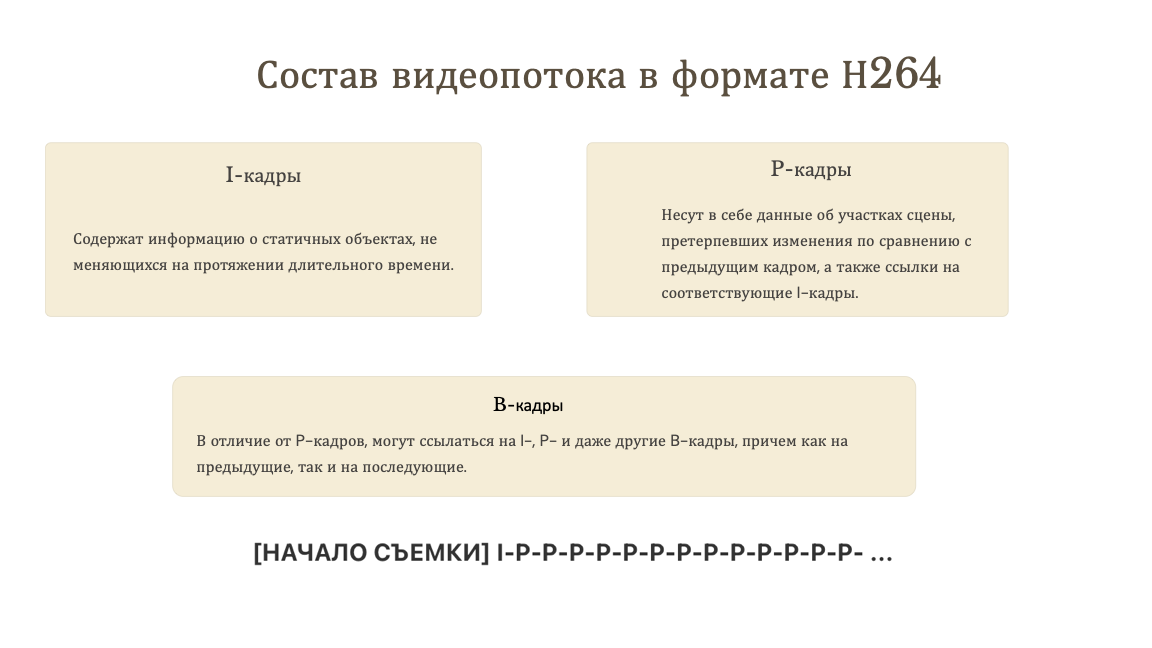 Состав видеопотока в формате H264
I-кадры
Содержат информацию о статичных объектах, не
меняющихся на протяжении длительного времени.
P-кадры
Несут в себе данные об участках сцены,
претерпевших изменения по сравнению с
предыдущим кадром, а также ссылки на
соответствующие I-кадры.
B-кадры
В отличие от P-кадров, могут ссылаться на I-, P- и даже другие B-кадры, причем как на
предыдущие, так и на последующие.
[НАЧАЛО СЪЕМКИ] I-P-P-P-P-P-P-P-P-P-P-P-P-P- ...